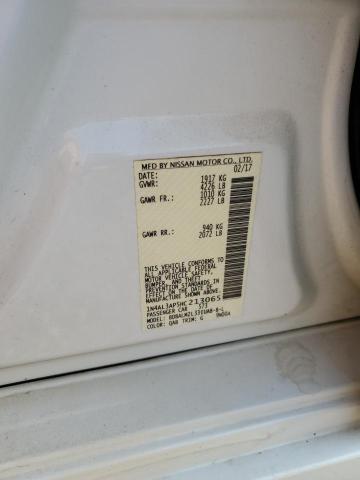 MFD BY NISSAN MOTOR CO., LTD.
DATE: 02/17
GVWR: 1917 KG
4226 LB
GAWR FR.: 1010 KG
2227 LB
GAWR RR.: 940 KG
2072 LB
THIS VEHICLE CONFORMS TO
ALL APPLICABLE FEDERAL
MOTOR VEHICLE SAFETY, BUMPER
AND THEFT PREVENTION
STANDARDS IN EFFECT ON THE
DATE OF MANUFACTURE SHOWN ABOVE.
1N4AL3AP5HC213065
PASSENGER CAR 573
MODEL:
COLOR: QAB TRIM: G